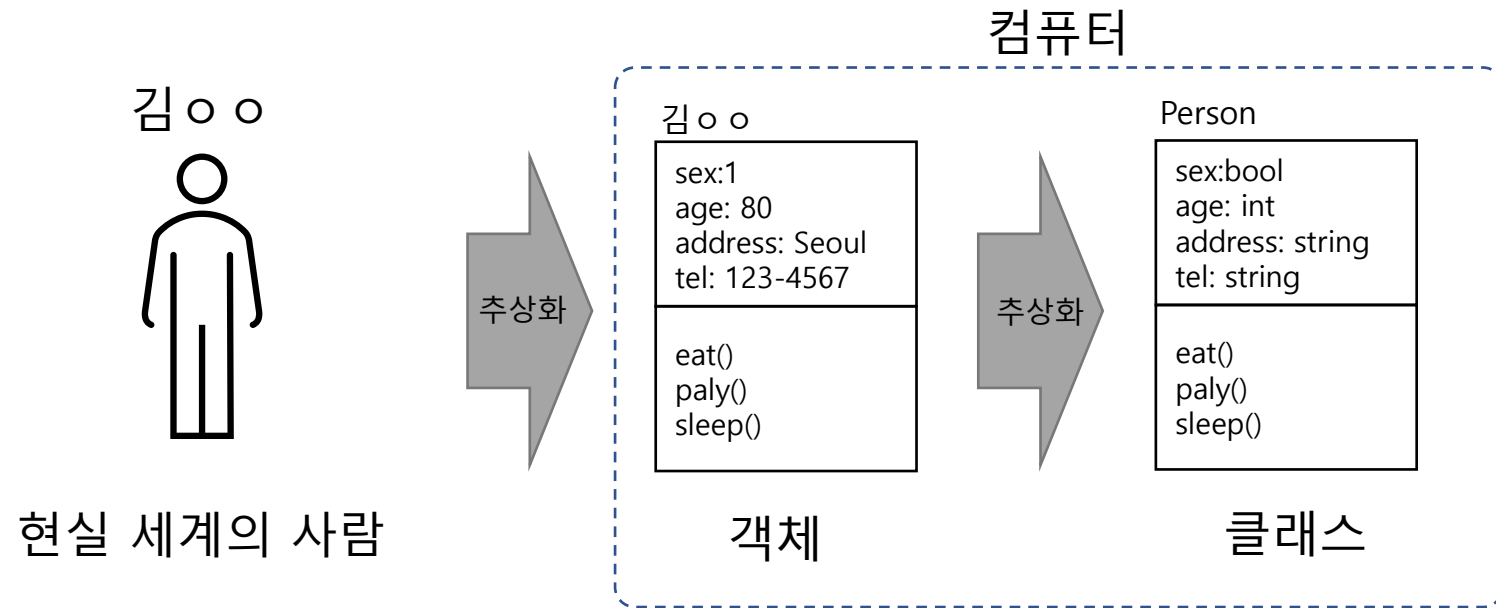 컴퓨터
김ㅇㅇ
현실 세계의 사람
추상화
김ㅇㅇ
sex:1
age: 80
address: Seoul
tel: 123-4567
eat()
paly()
sleep()
객체
추상화
Person
sex:bool
age: int
address: string
tel: string
eat()
paly()
sleep()
클래스